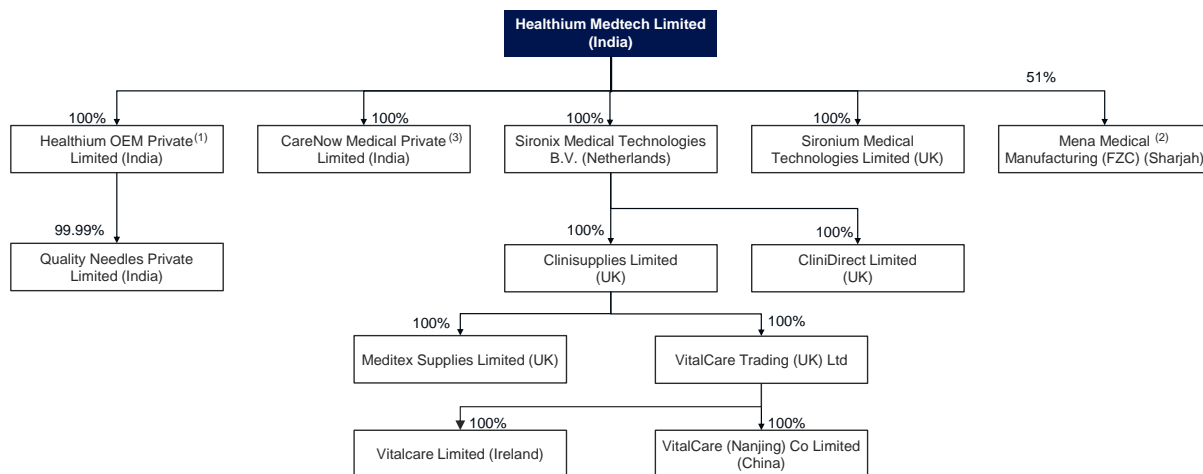 Healthium Medtech Limited
(India)
51%
100%
100%
100%
100%
Healthium OEM Private (1)
Limited (India)
CareNow Medical Private (3)
Limited (India)
Sironix Medical Technologies
B.V. (Netherlands)
Sironium Medical
Technologies Limited (UK)
Mena Medical (2)
Manufacturing (FZC) (Sharjah)
99.99%
100%
100%
Quality Needles Private
Limited (India)
Clinisupplies Limited
(UK)
CliniDirect Limited
(UK)
100%
100%
Meditex Supplies Limited (UK)
VitalCare Trading (UK) Ltd
100%
100%
Vitalcare Limited (Ireland)
VitalCare (Nanjing) Co Limited
(China)